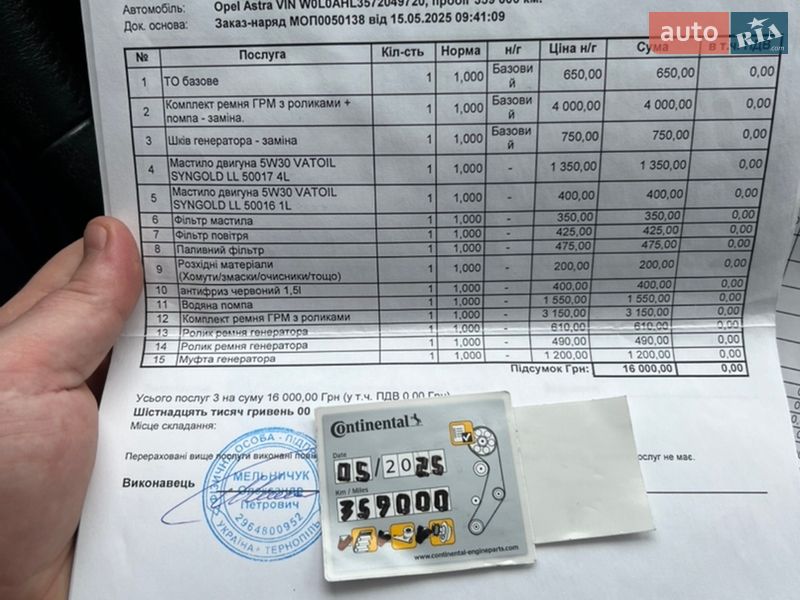 Автомобіль: Opel Astra VIN W0L0AHL3572049720, пробіг 359 000 км.
Док. основа: Заказ-наряд МОП0050138 від 15.05.2025 09:41:09
auto RIA .com
№ Послуга Кіл-сть Норма н/г Ціна н/г Сума в т.ч. ПДВ
1 ТО базове 1 1,000 Базовий 650,00 650,00 0,00
2 Комплект ремня ГРМ з роликами + помпа - заміна. 1 1,000 Базовий 4 000,00 4 000,00 0,00
3 Шків генератора - заміна 1 1,000 Базовий 750,00 750,00 0,00
4 Мастило двигуна 5W30 VATOIL SYNGOLD LL 50017 4L 1 1,000 - 1 350,00 1 350,00 0,00
5 Мастило двигуна 5W30 VATOIL SYNGOLD LL 50016 1L 1 1,000 - 400,00 400,00 0,00
6 Фільтр мастила 1 1,000 - 350,00 350,00 0,00
7 Фільтр повітря 1 1,000 - 425,00 425,00 0,00
8 Паливний фільтр 1 1,000 - 475,00 475,00 0,00
9 Розхідні матеріали (Хомути/змаски/очисники/тощо) 1 1,000 - 200,00 200,00 0,00
10 антифриз червоний 1,5l 1 1,000 - 400,00 400,00 0,00
11 Водяна помпа 1 1,000 - 1 550,00 1 550,00 0,00
12 Комплект ремня ГРМ з роликами 1 1,000 - 3 150,00 3 150,00 0,00
13 Ролик ремня генератора 1 1,000 - 610,00 610,00 0,00
14 Ролик ремня генератора 1 1,000 - 490,00 490,00 0,00
15 Муфта генератора 1 1,000 - 1 200,00 1 200,00 0,00
Підсумок Грн: 16 000,00 0,00
Усього послуг 3 на суму 16 000,00 Грн (у т.ч. ПДВ 0,00 Грн)
Шістнадцять тисяч гривень 00
Місце складання:
Перераховані вище послуги виконані послуг не має.
Виконавець
МЕЛЬНИЧУК
Олександр
Петрович
2964800952
УКРАЇНА ТЕРНОПІЛЬ
Continental
Date
05/2025
Km / Miles
359000
www.continental-engineparts.com